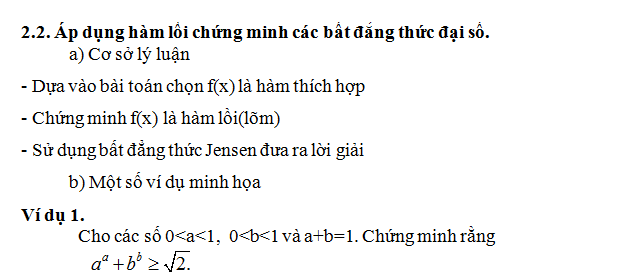 2.2. Áp dụng hàm lồi chứng minh các bất đẳng thức đại số.
a) Cơ sở lý luận
- Dựa vào bài toán chọn f(x) là hàm thích hợp
- Chứng minh f(x) là hàm lồi(lõm)
- Sử dụng bất đẳng thức Jensen đưa ra lời giải
b) Một số ví dụ minh họa
Ví dụ 1.
Cho các số 0<a<1, 0<b<1 và a+b=1. Chứng minh rằng
aᵃ + bᵇ ≥ √2.